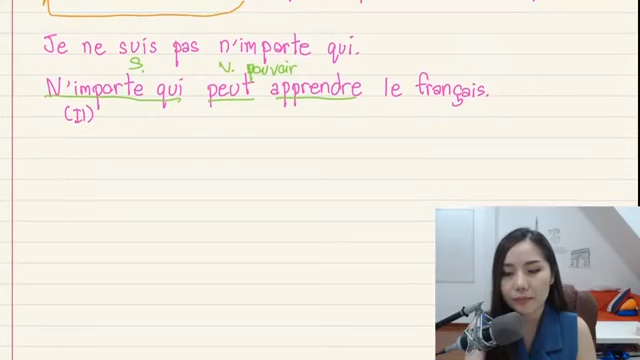 Je ne suis pas n'importe qui.
S. V. pouvoir
N'importe qui peut apprendre le français.
(Il)